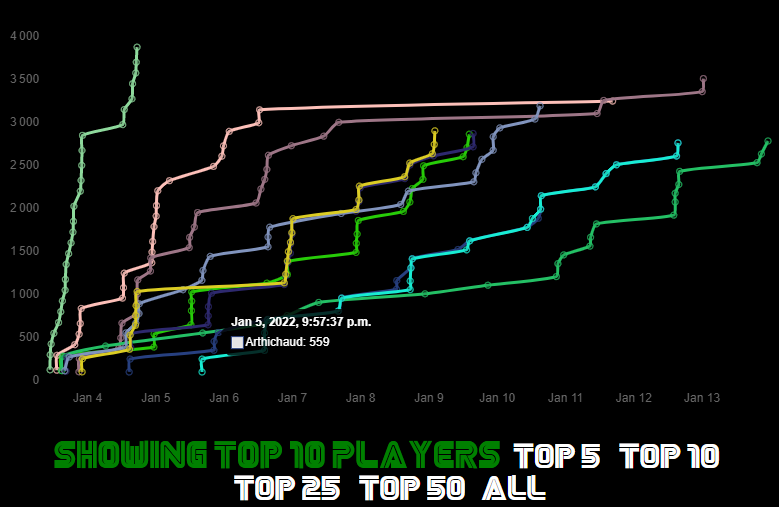 4 000
3 500
3 000
2 500
2 000
1 500
1 000
500
0
Jan 5, 2022, 9:57:37 p.m.
Arthichaud: 559
Jan 4 Jan 5 Jan 6 Jan 7 Jan 8 Jan 9 Jan 10 Jan 11 Jan 12 Jan 13
SHOWING TOP 10 PLAYERS TOP 5 TOP 10
TOP 25 TOP 50 ALL